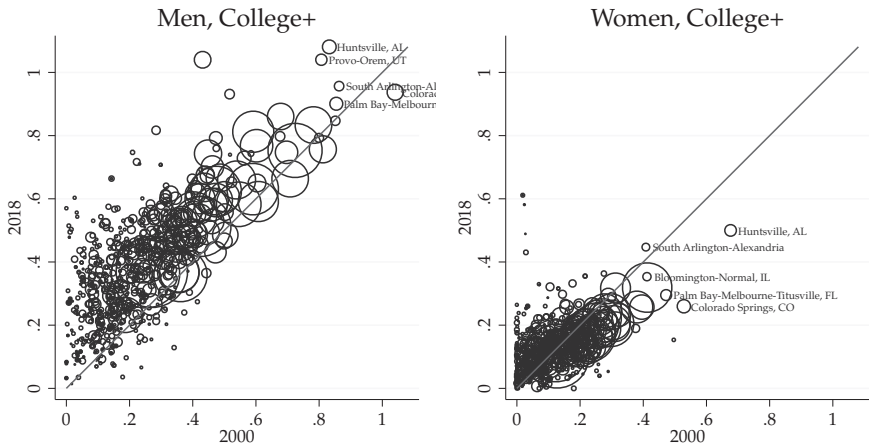 Men, College+
2018
1
.8
.6
.4
.2
0
Huntsville, AL
Provo-Orem, UT
South Arlington-Al
Colorad
Palm Bay-Melbourn
0
.2
.4
.6
.8
1
2000
Women, College+
2018
1
.8
.6
.4
.2
0
Huntsville, AL
South Arlington-Alexandria
Bloomington-Normal, IL
Palm Bay-Melbourne-Titusville, FL
Colorado Springs, CO
0
.2
.4
.6
.8
1
2000